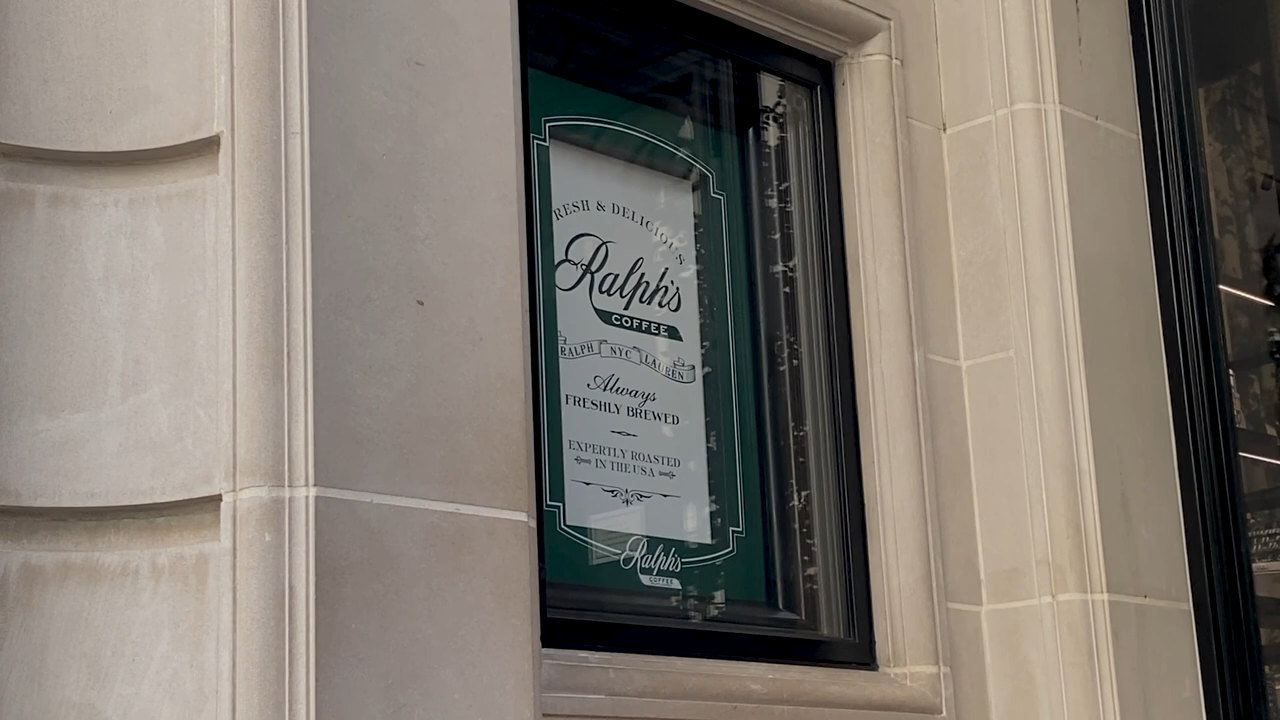 RESH & DELICIOUS
Ralph's
COFFEE
RALPH NYC LAUREN
Always
FRESHLY BREWED
EXPERTLY ROASTED
IN THE USA
Ralph's
COFFEE